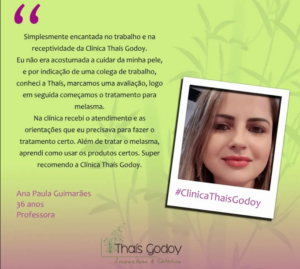 “
Simplesmente encantada no trabalho e na
receptividade da Clínica Thaís Godoy.
Eu não era acostumada a cuidar da minha pele,
e por indicação de uma colega de trabalho,
conheci a Thaís, marcamos uma avaliação, logo
em seguida começamos o tratamento para
melasma.
Na clínica recebi o atendimento e as
orientações que eu precisava para fazer o
tratamento certo. Além de tratar o melasma,
aprendi como usar os produtos certos. Super
recomendo a Clínica Thaís Godoy.
Ana Paula Guimarães
36 anos
Professora
#ClínicaThaísGodoy
Thaís Godoy